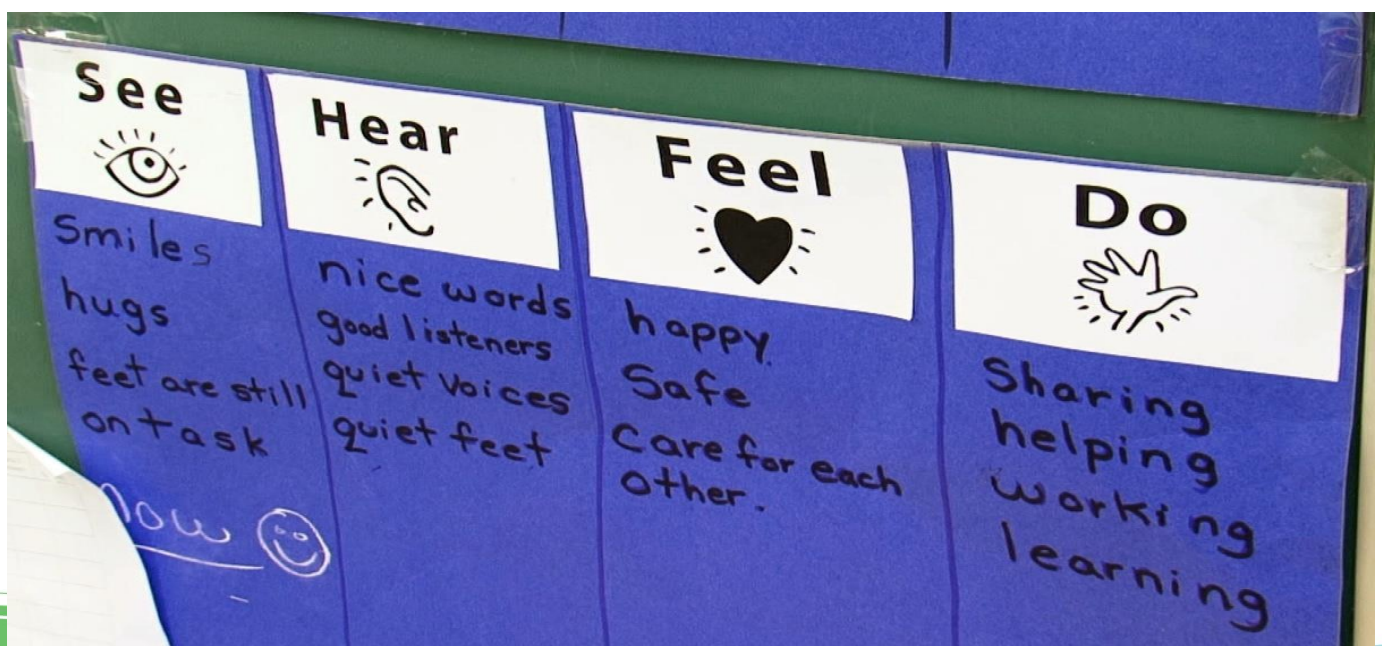 See
Smiles
hugs
feet are still
on task
Hear
nice words
good listeners
quiet voices
quiet feet
Feel
happy
Safe
Care for each
other.
Do
Sharing
helping
working
learning